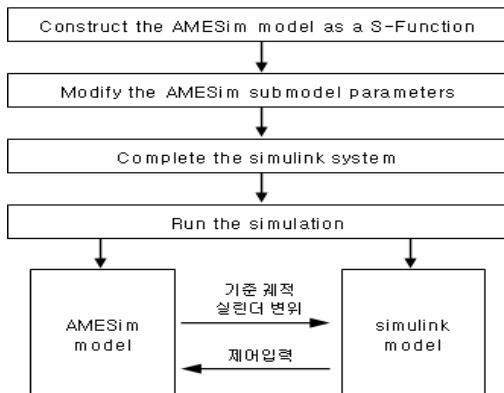 Construct the AMESim model as a S-Function
Modify the AMESim submodel parameters
Complete the simulink system
Run the simulation
AMESim
model
기준 궤적
실린더 변위
제어입력
simulink
model